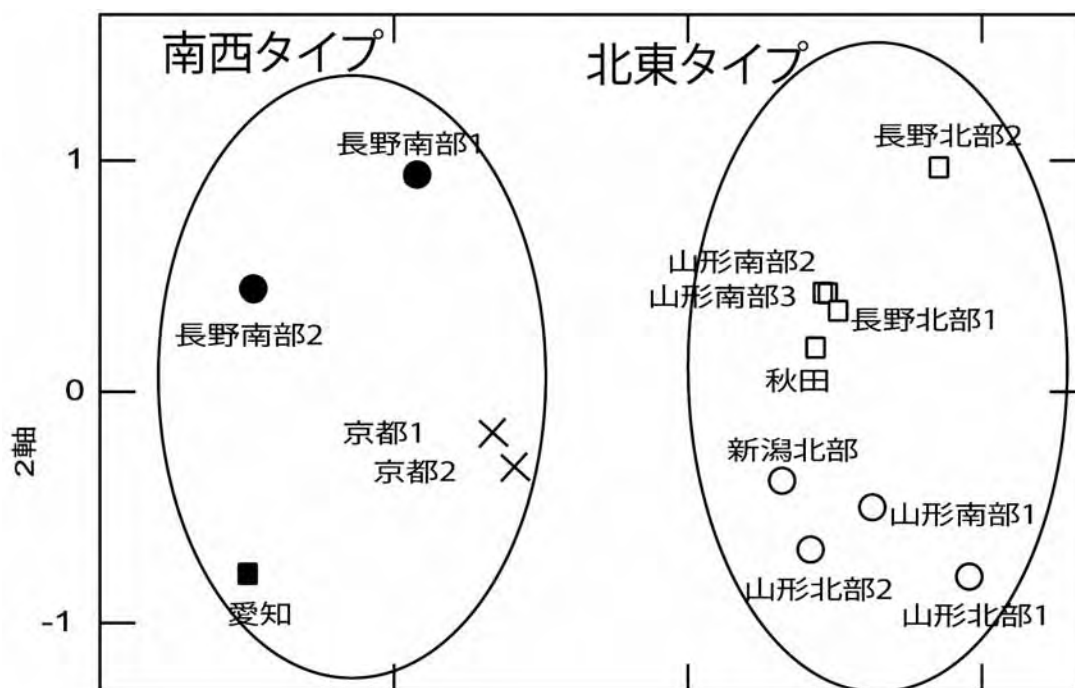 南西タイプ
北東タイプ
長野南部1
長野北部2
1
山形南部2
山形南部3
長野北部1
長野南部2
秋田
0
京都1
京都2
新潟北部
山形南部1
山形北部2
愛知
山形北部1
-1
2軸